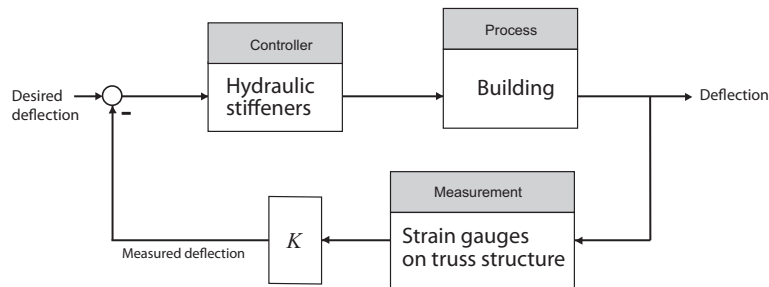 Controller
Process
Desired
deflection
Hydraulic
stiffeners
Building
Deflection
-
Measurement
K
Strain gauges
on truss structure
Measured deflection